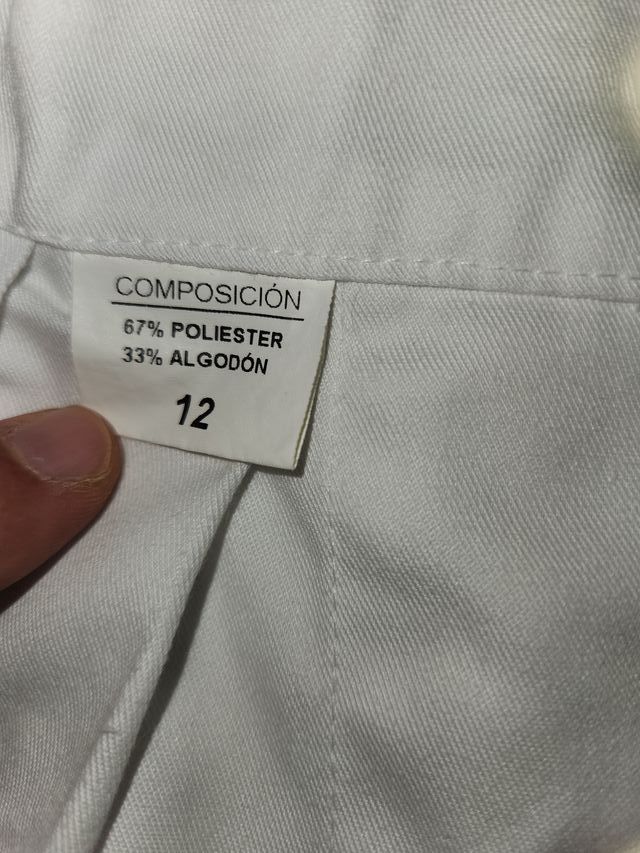 COMPOSICIÓN
67% POLIESTER
33% ALGODÓN
12